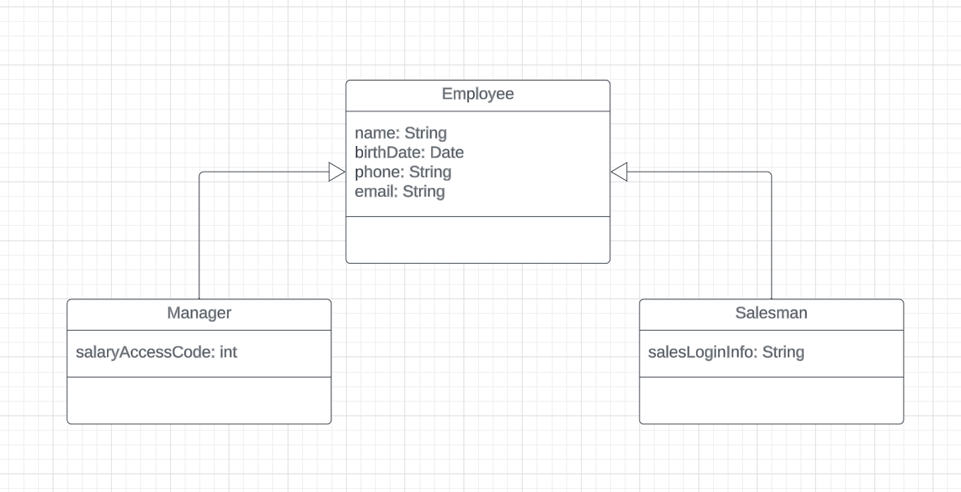 Employee
name: String
birthDate: Date
phone: String
email: String
Manager
salaryAccessCode: int
Salesman
salesLoginInfo: String